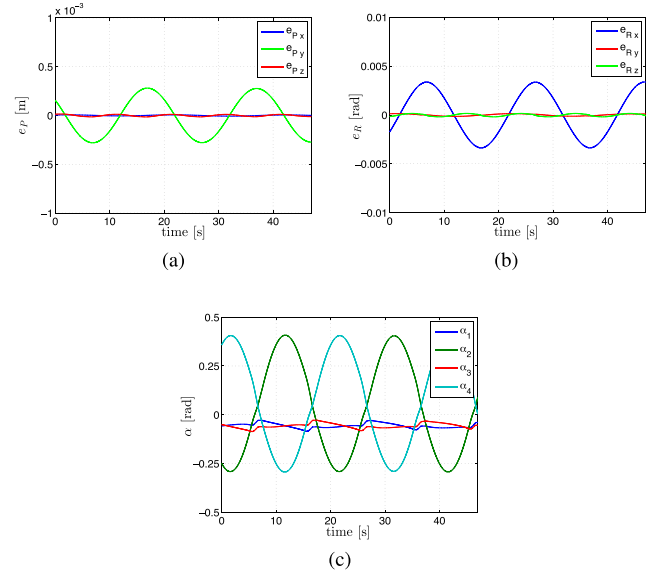 x 10⁻³
1
0.5
0
−0.5
−1
e_P [m]
e_P x
e_P y
e_P z
0 10 20 30 40
time [s]
(a)
0.01
0.005
0
−0.005
−0.01
e_R [rad]
e_R x
e_R y
e_R z
0 10 20 30 40
time [s]
(b)
0.5
0.25
0
−0.25
−0.5
α [rad]
α_1
α_2
α_3
α_4
0 10 20 30 40
time [s]
(c)